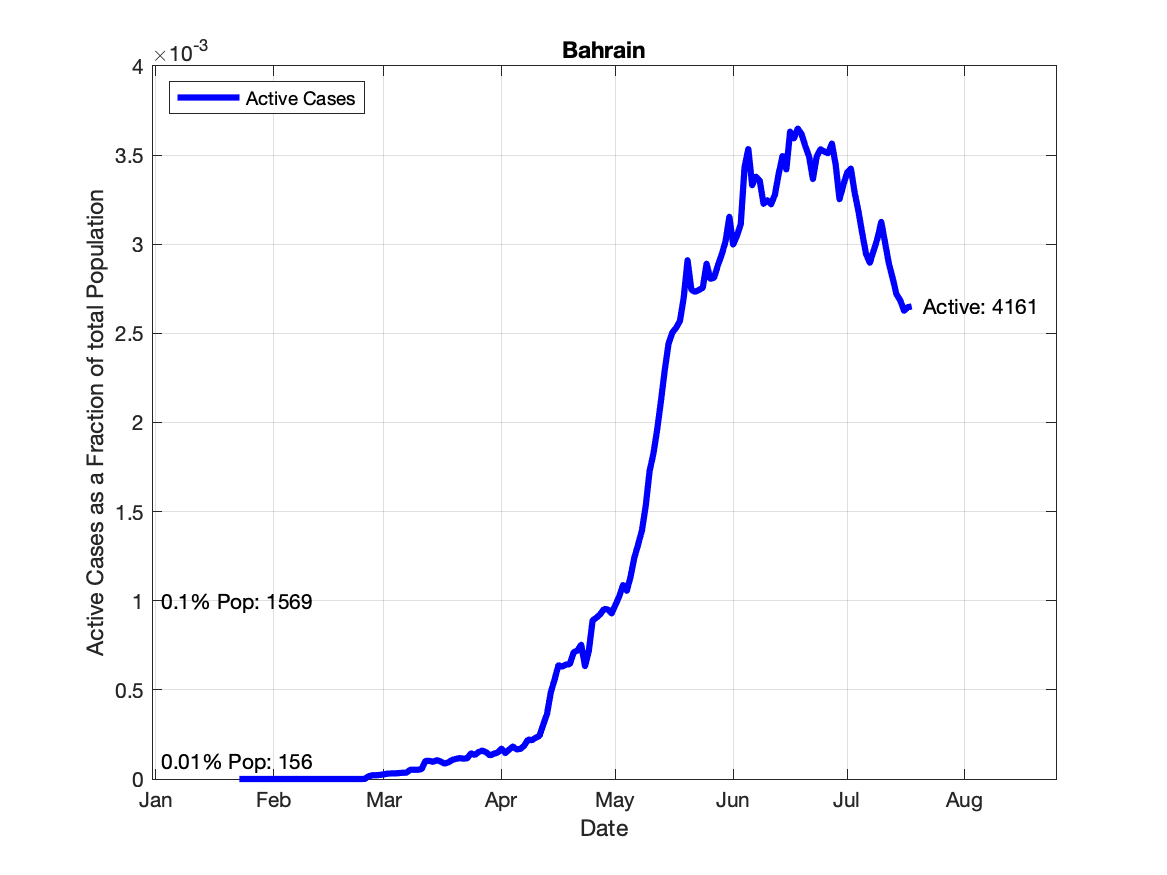 Bahrain
×10-3
Active Cases
4
3.5
3
2.5
2
1.5
1
0.5
0
Active Cases as a Fraction of total Population
Active: 4161
0.1% Pop: 1569
0.01% Pop: 156
Jan Feb Mar Apr May Jun Jul Aug
Date